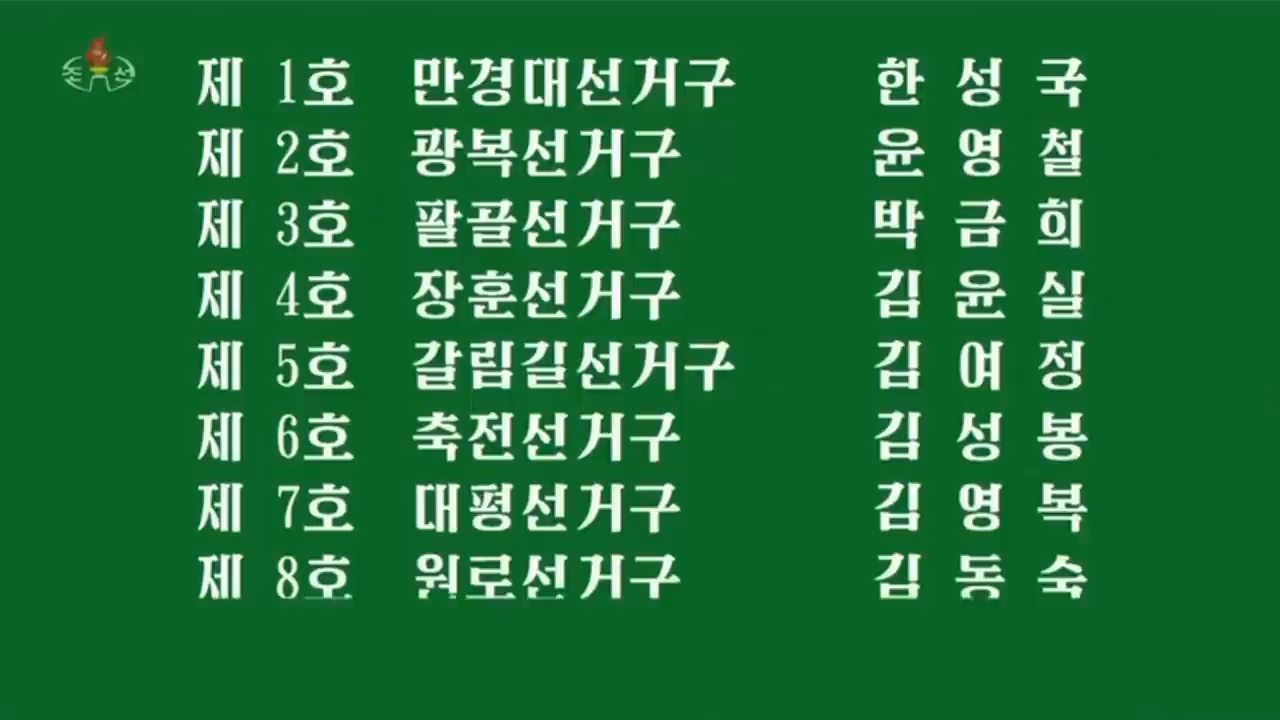 조선
제 1호 만경대선거구 한성국
제 2호 광복선거구 윤영철
제 3호 팔골선거구 박금희
제 4호 장훈선거구 김윤실
제 5호 갈림길선거구 김여정
제 6호 축전선거구 김성봉
제 7호 대평선거구 김영복
제 8호 원로선거구 김동숙